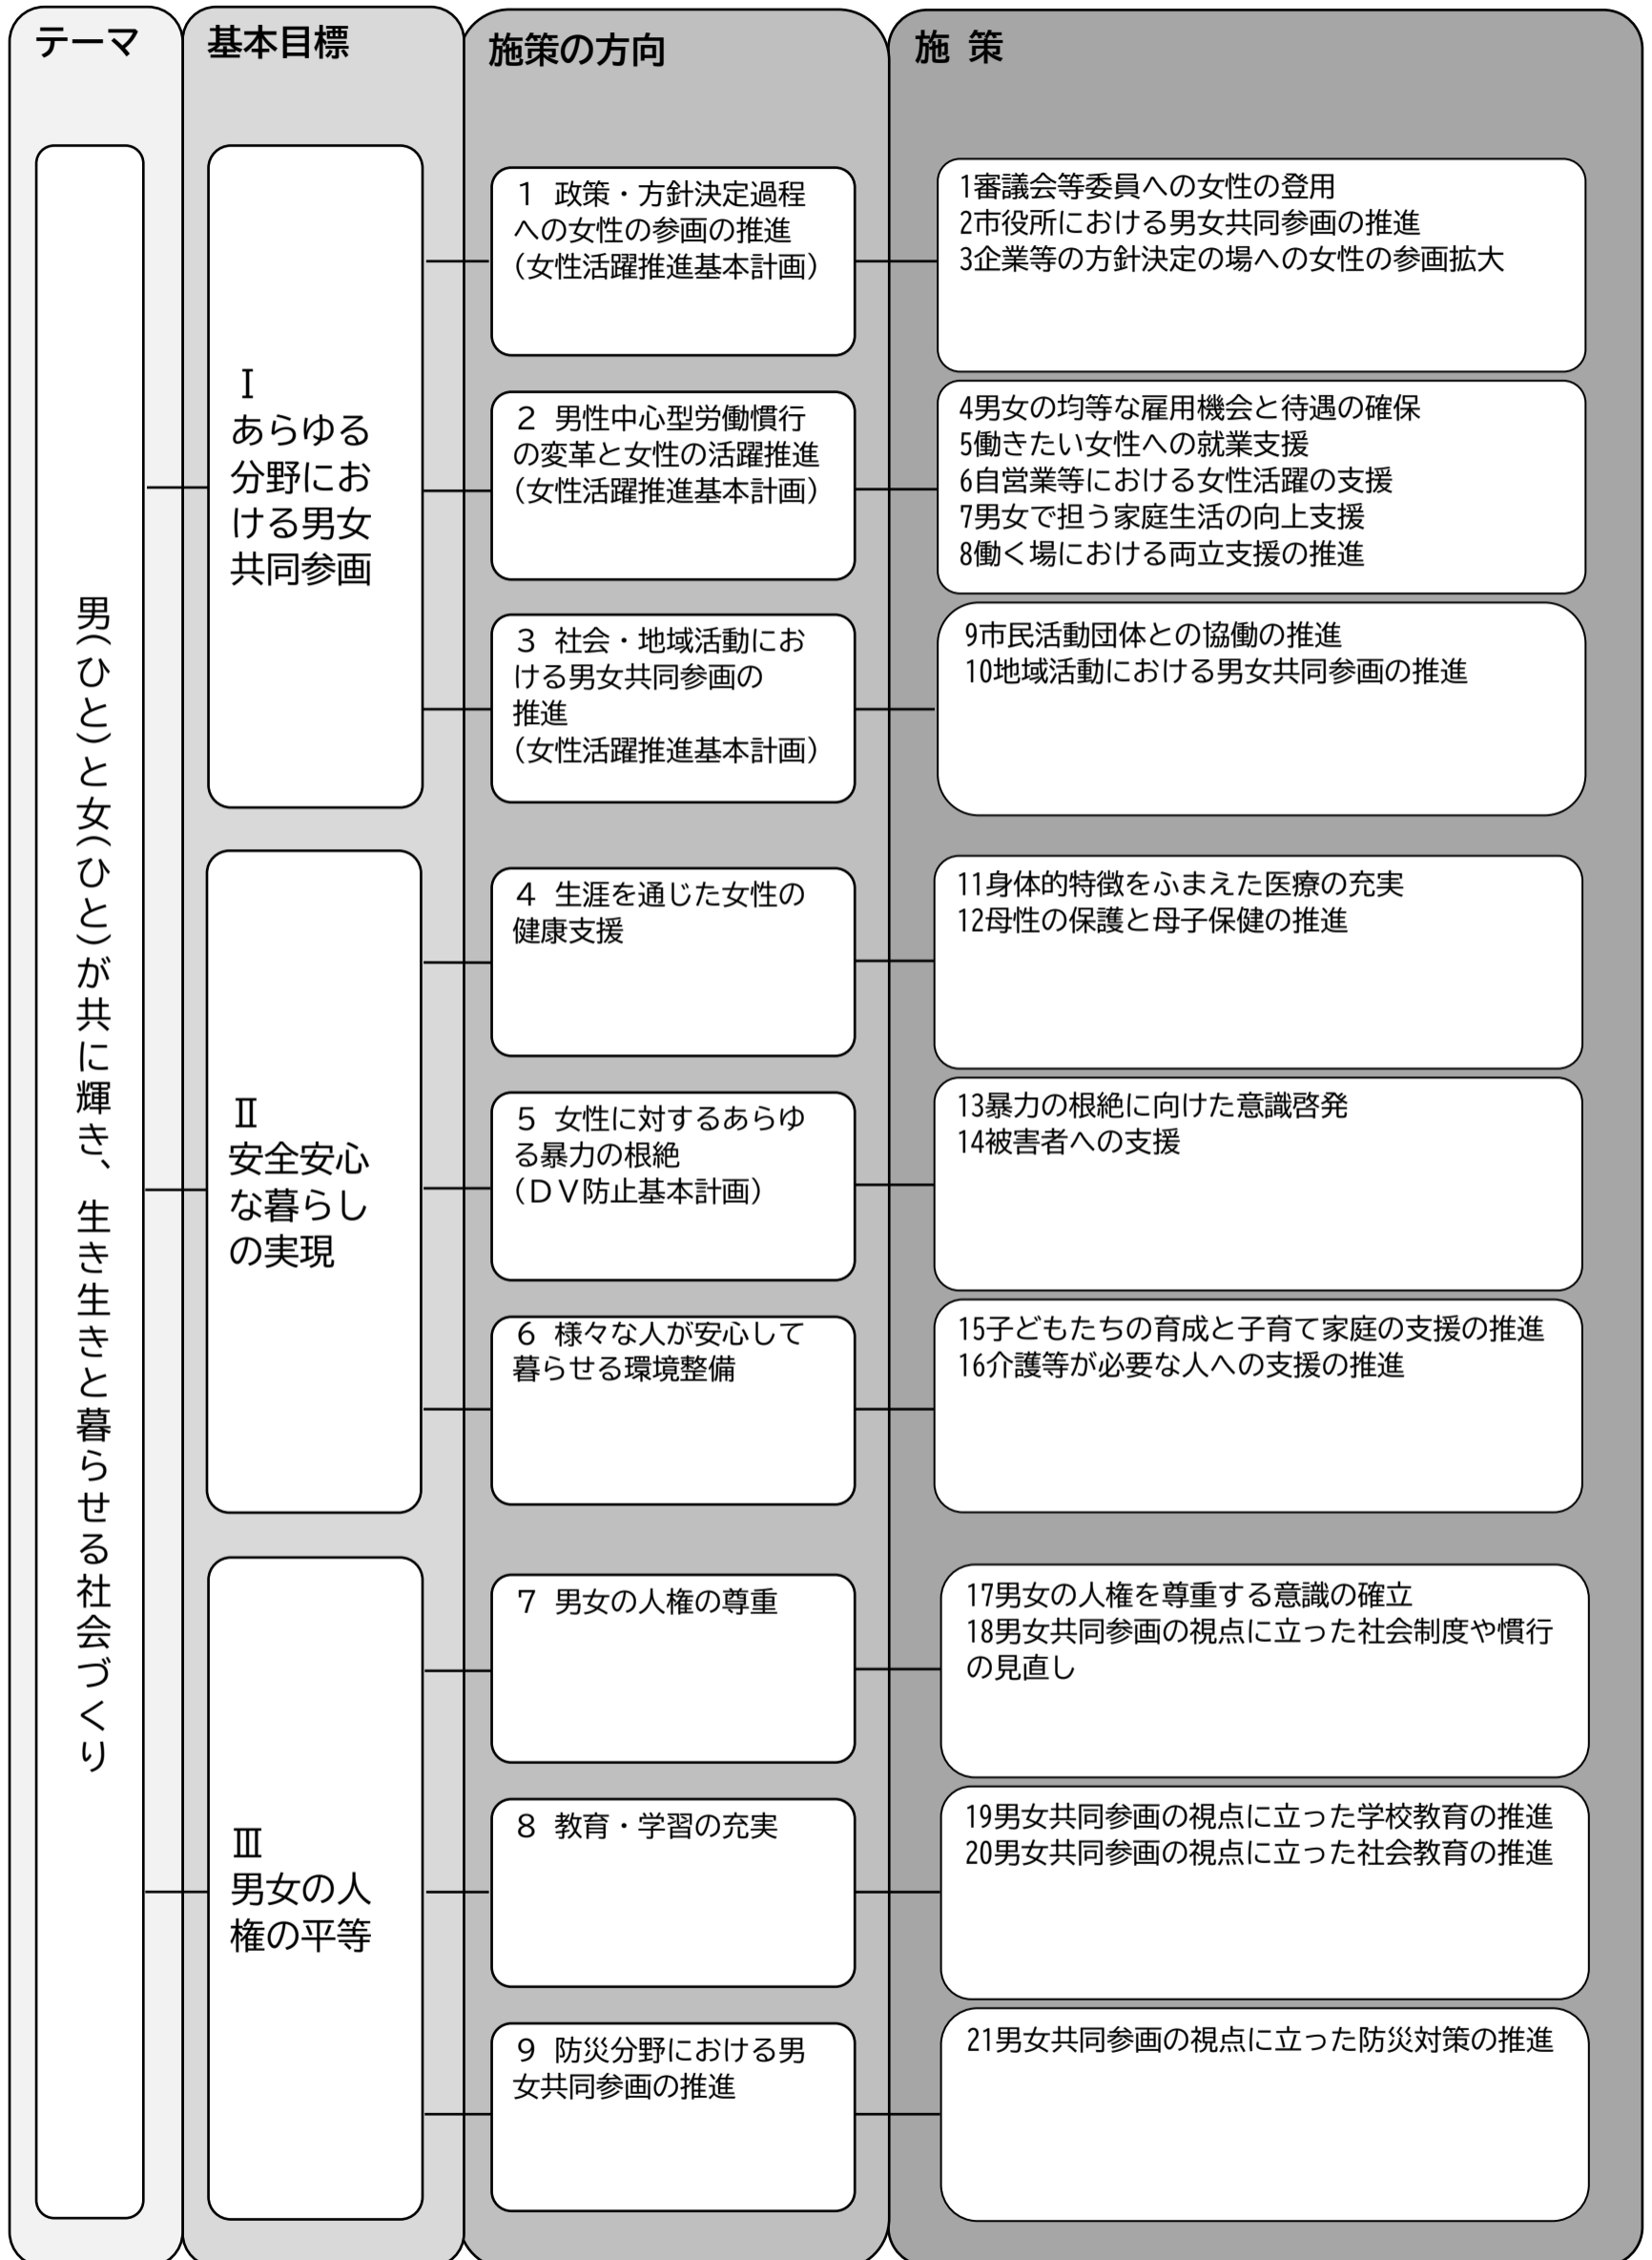 テーマ
基本目標
施策の方向
施 策
男(ひと)と女(ひと)が共に輝き、生き生きと暮らせる社会づくり
Ⅰ
あらゆる
分野にお
ける男女
共同参画
1 政策・方針決定過程
への女性の参画の推進
(女性活躍推進基本計画)
1審議会等委員への女性の登用
2市役所における男女共同参画の推進
3企業等の方針決定の場への女性の参画拡大
2 男性中心型労働慣行
の変革と女性の活躍推進
(女性活躍推進基本計画)
4男女の均等な雇用機会と待遇の確保
5働きたい女性への就業支援
6自営業等における女性活躍の支援
7男女で担う家庭生活の向上支援
8働く場における両立支援の推進
3 社会・地域活動にお
ける男女共同参画の
推進
(女性活躍推進基本計画)
9市民活動団体との協働の推進
10地域活動における男女共同参画の推進
Ⅱ
安全安心
な暮らし
の実現
4 生涯を通じた女性の
健康支援
11身体的特徴をふまえた医療の充実
12母性の保護と母子保健の推進
5 女性に対するあらゆ
る暴力の根絶
(DV防止基本計画)
13暴力の根絶に向けた意識啓発
14被害者への支援
6 様々な人が安心して
暮らせる環境整備
15子どもたちの育成と子育て家庭の支援の推進
16介護等が必要な人への支援の推進
Ⅲ
男女の人
権の平等
7 男女の人権の尊重
17男女の人権を尊重する意識の確立
18男女共同参画の視点に立った社会制度や慣行
の見直し
8 教育・学習の充実
19男女共同参画の視点に立った学校教育の推進
20男女共同参画の視点に立った社会教育の推進
9 防災分野における男
女共同参画の推進
21男女共同参画の視点に立った防災対策の推進